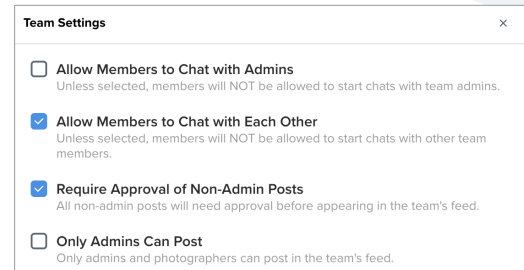 Team Settings ×
Allow Members to Chat with Admins
Unless selected, members will NOT be allowed to start chats with team admins.
Allow Members to Chat with Each Other
Unless selected, members will NOT be allowed to start chats with other team
members.
Require Approval of Non-Admin Posts
All non-admin posts will need approval before appearing in the team's feed.
Only Admins Can Post
Only admins and photographers can post in the team's feed.